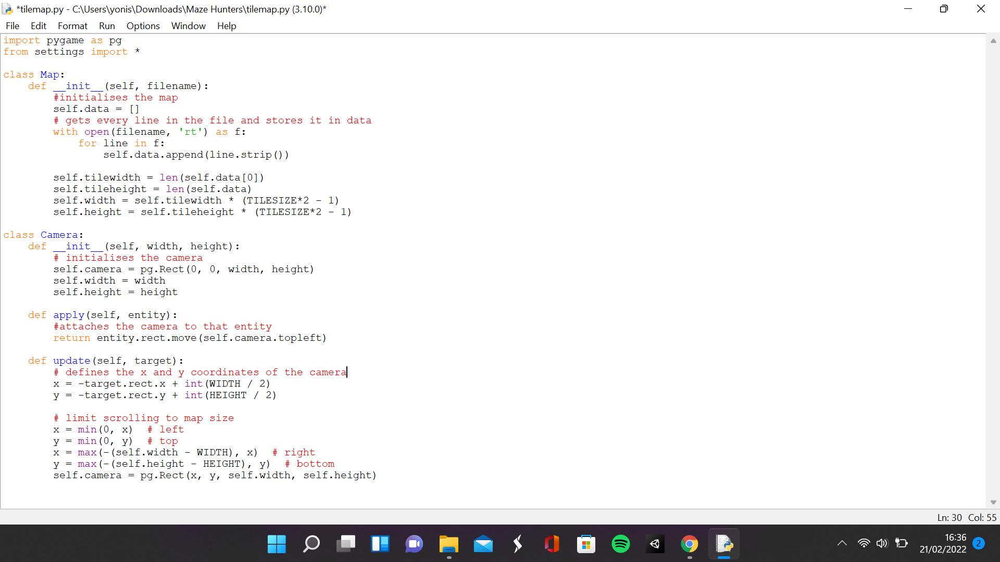 *tilemap.py - C:\Users\yonis\Downloads\Maze Hunters\tilemap.py (3.10.0)*
File Edit Format Run Options Window Help
import pygame as pg
from settings import *

class Map:
    def __init__(self, filename):
        #initialises the map
        self.data = []
        # gets every line in the file and stores it in data
        with open(filename, 'rt') as f:
            for line in f:
                self.data.append(line.strip())

        self.tilewidth = len(self.data[0])
        self.tileheight = len(self.data)
        self.width = self.tilewidth * (TILESIZE*2 - 1)
        self.height = self.tileheight * (TILESIZE*2 - 1)

class Camera:
    def __init__(self, width, height):
        # initialises the camera
        self.camera = pg.Rect(0, 0, width, height)
        self.width = width
        self.height = height

    def apply(self, entity):
        #attaches the camera to that entity
        return entity.rect.move(self.camera.topleft)

    def update(self, target):
        # defines the x and y coordinates of the camera
        x = -target.rect.x + int(WIDTH / 2)
        y = -target.rect.y + int(HEIGHT / 2)

        # limit scrolling to map size
        x = min(0, x)  # left
        y = min(0, y)  # top
        x = max(-(self.width - WIDTH), x)  # right
        y = max(-(self.height - HEIGHT), y)  # bottom
        self.camera = pg.Rect(x, y, self.width, self.height)
Ln: 30 Col: 55
16:36
21/02/2022
2